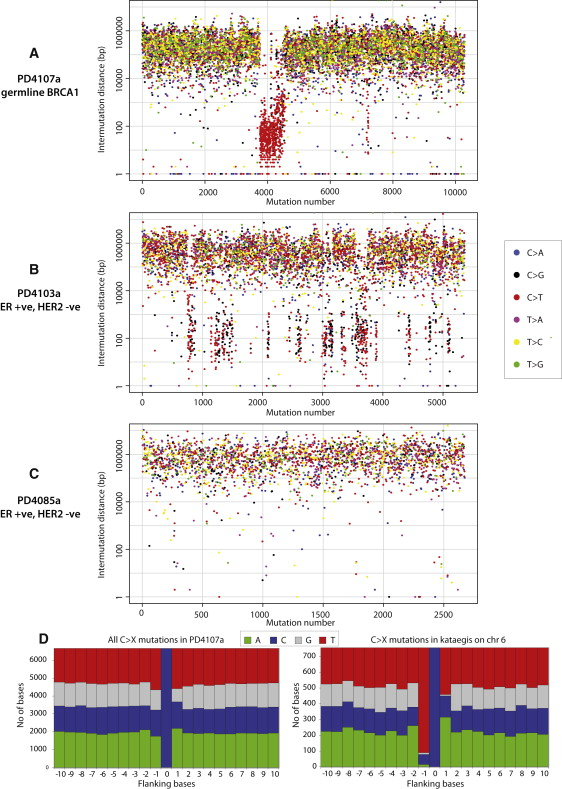 A
PD4107a
germline BRCA1
Intermutation distance (bp)
1000000
10000
100
1
0 2000 4000 6000 8000 10000
Mutation number
B
PD4103a
ER +ve, HER2 -ve
Intermutation distance (bp)
1000000
10000
100
1
0 1000 2000 3000 4000 5000
Mutation number
C>A
C>G
C>T
T>A
T>C
T>G
C
PD4085a
ER +ve, HER2 -ve
Intermutation distance (bp)
1000000
10000
100
1
0 500 1000 1500 2000 2500
Mutation number
D
All C>X mutations in PD4107a
A C G T
C>X mutations in kataegis on chr 6
No of bases
6000
5000
4000
3000
2000
1000
0
-10 -9 -8 -7 -6 -5 -4 -3 -2 -1 0 1 2 3 4 5 6 7 8 9 10
Flanking bases
No of bases
700
600
500
400
300
200
100
0
-10 -9 -8 -7 -6 -5 -4 -3 -2 -1 0 1 2 3 4 5 6 7 8 9 10
Flanking bases